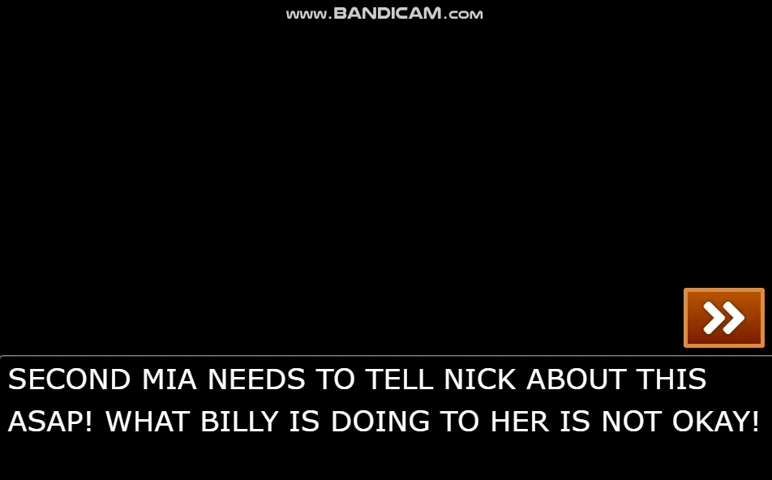 www.BANDICAM.com
SECOND MIA NEEDS TO TELL NICK ABOUT THIS
ASAP! WHAT BILLY IS DOING TO HER IS NOT OKAY!